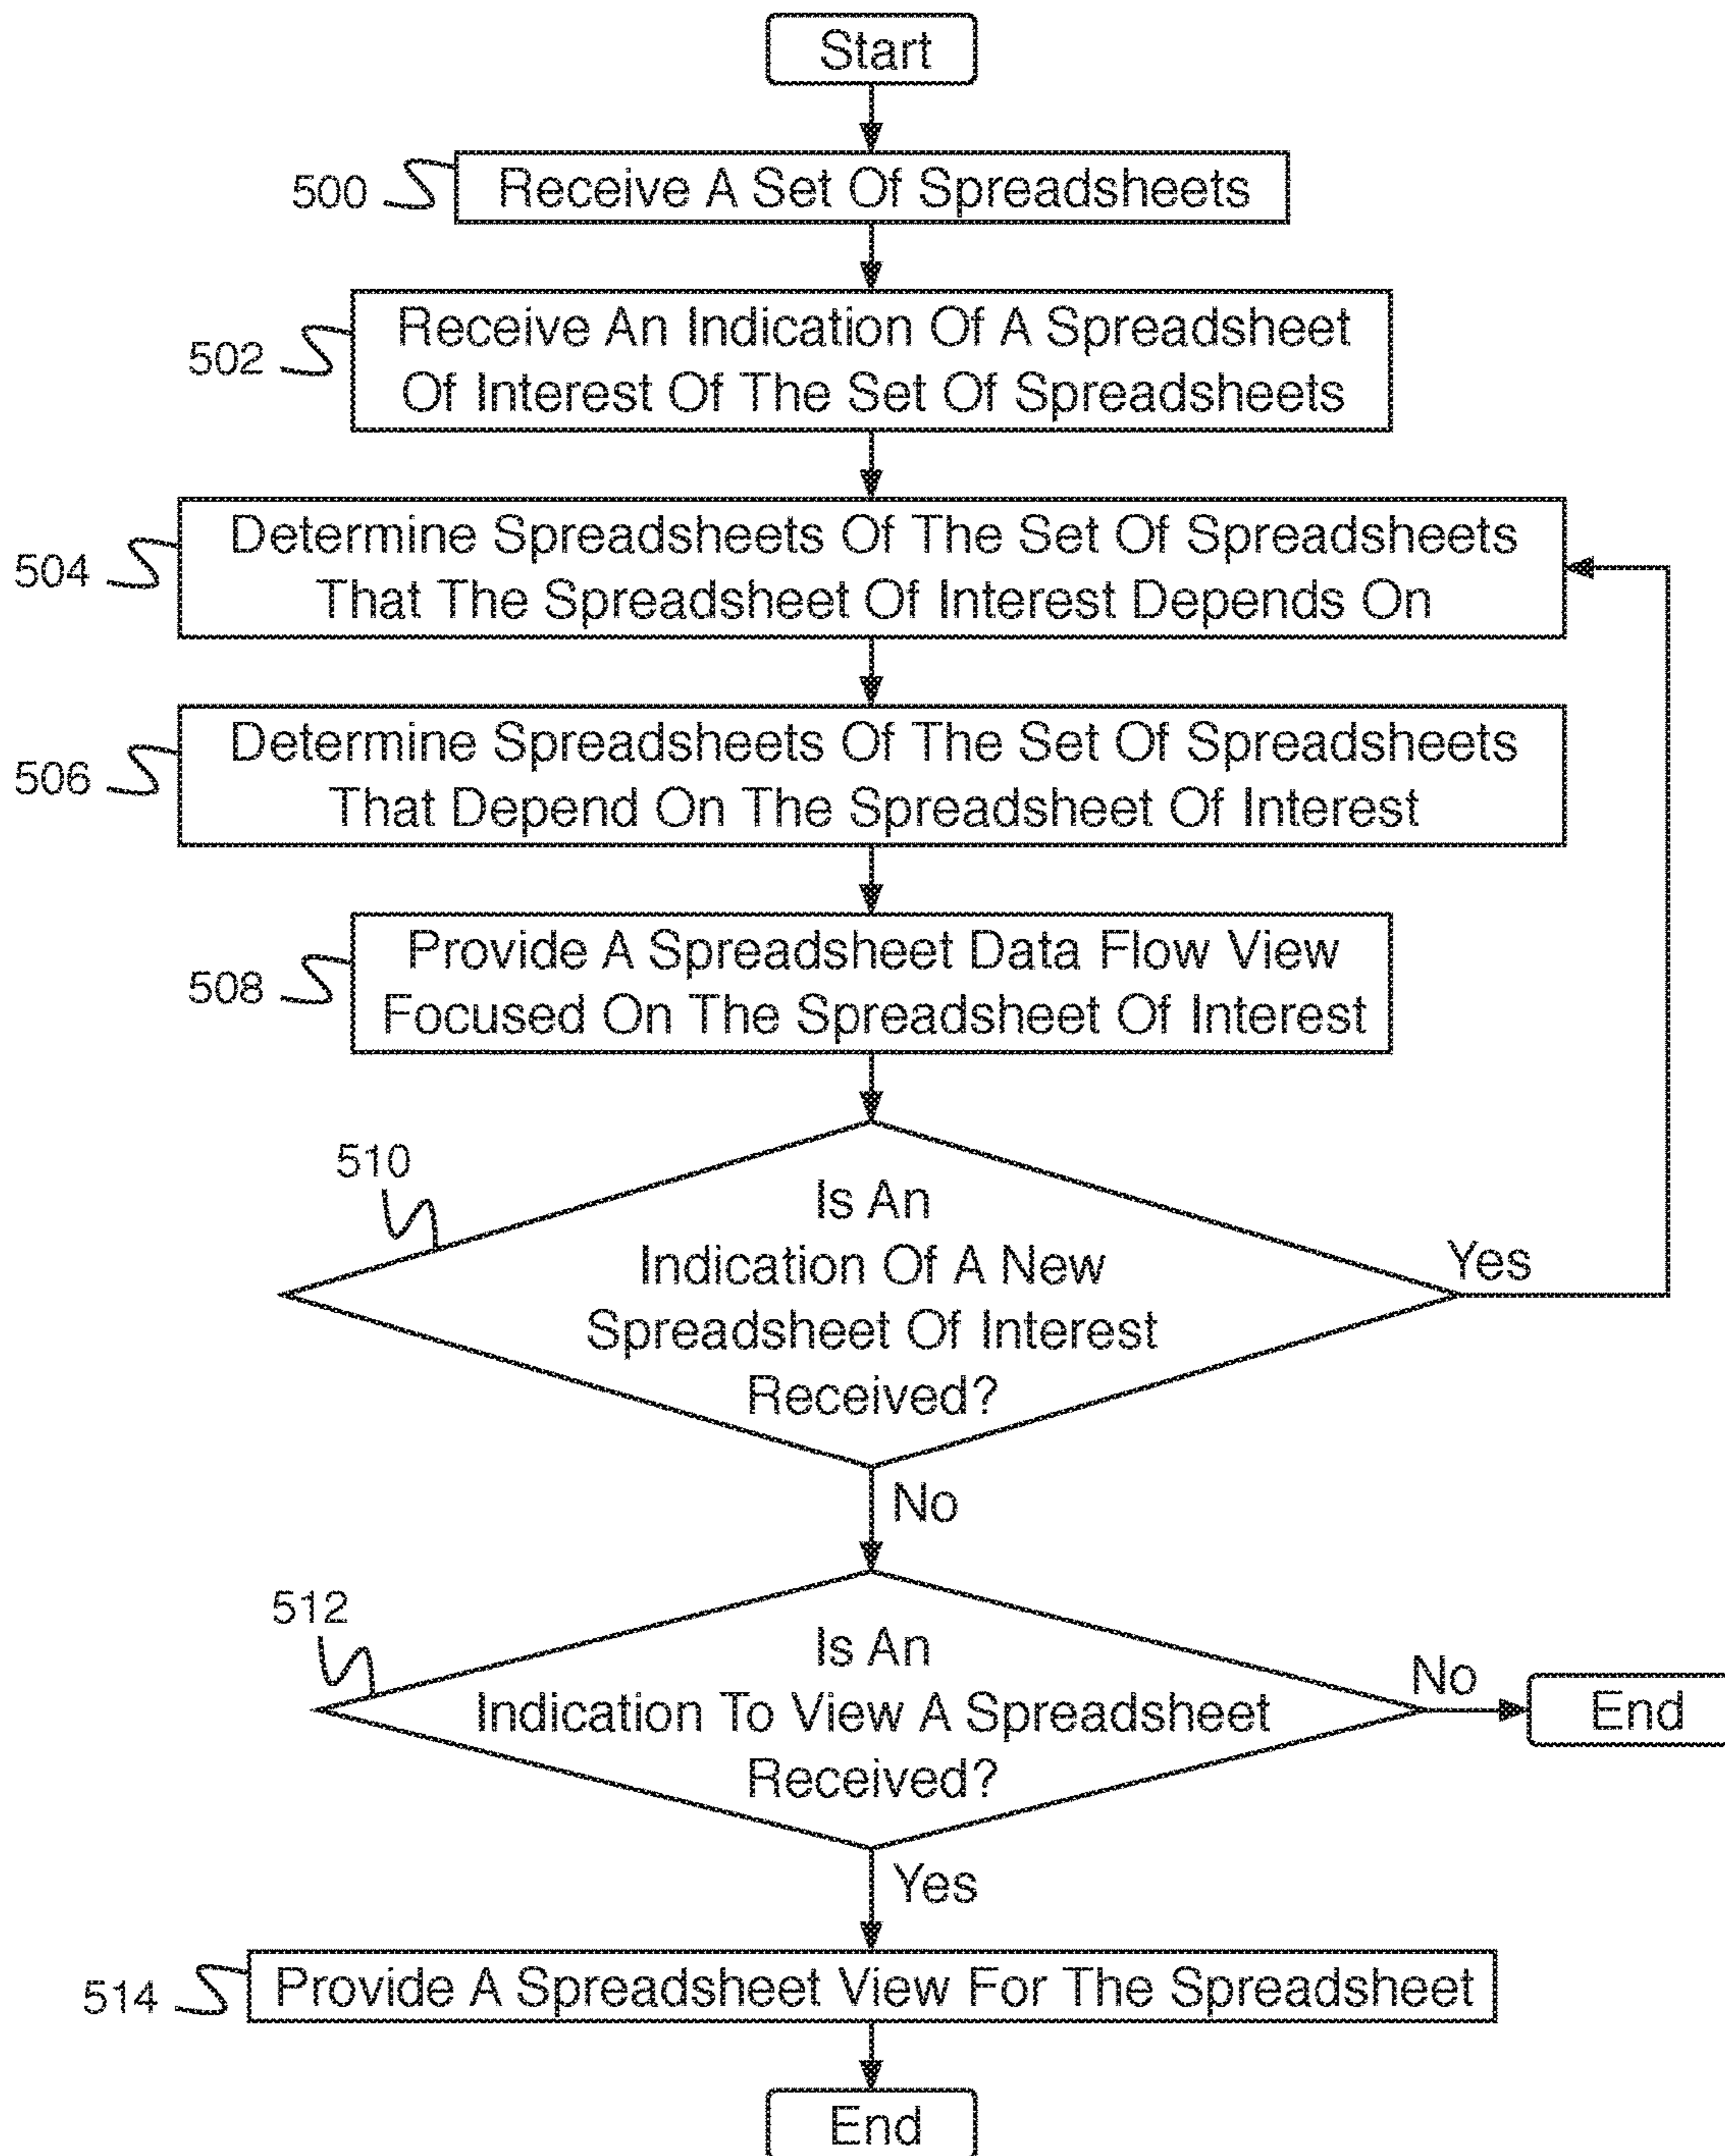 Start
500
Receive A Set Of Spreadsheets
502
Receive An Indication Of A Spreadsheet
Of Interest Of The Set Of Spreadsheets
504
Determine Spreadsheets Of The Set Of Spreadsheets
That The Spreadsheet Of Interest Depends On
506
Determine Spreadsheets Of The Set Of Spreadsheets
That Depend On The Spreadsheet Of Interest
508
Provide A Spreadsheet Data Flow View
Focused On The Spreadsheet Of Interest
510
Is An
Indication Of A New
Spreadsheet Of Interest
Received?
Yes
No
512
Is An
Indication To View A Spreadsheet
Received?
No
End
Yes
514
Provide A Spreadsheet View For The Spreadsheet
End